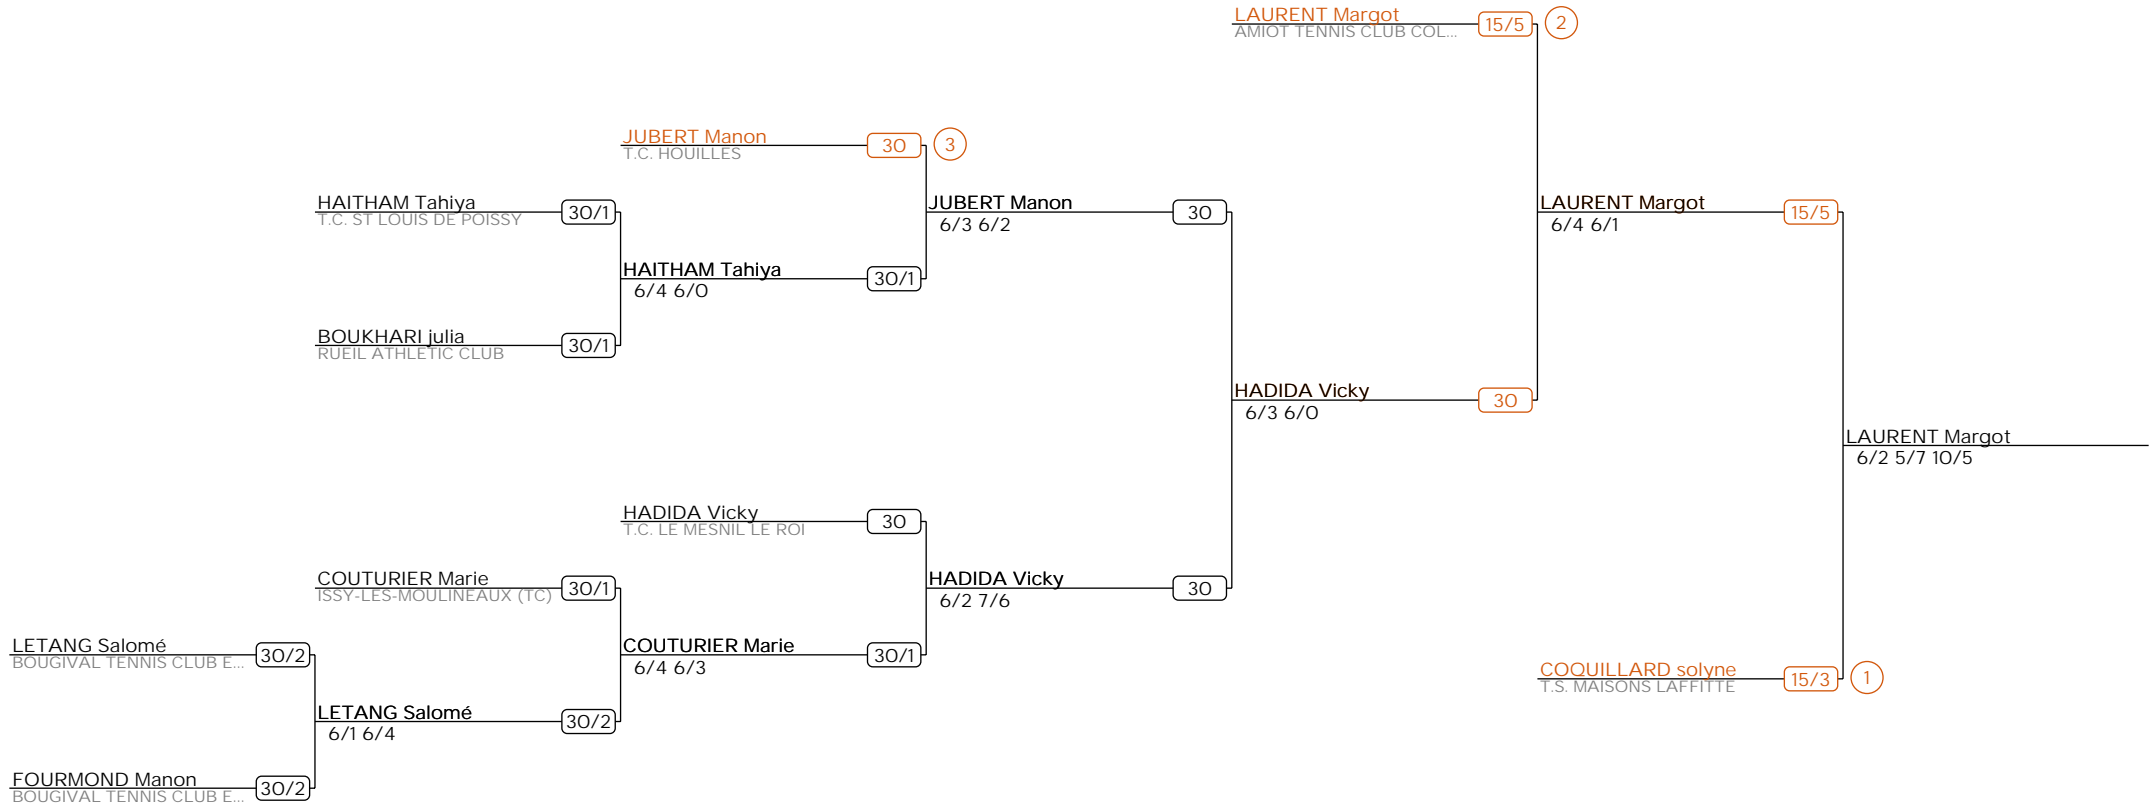 LAURENT Margot
AMIOT TENNIS CLUB COL...
15/5
2
JUBERT Manon
T.C. HOUILLES
30
3
HAITHAM Tahiya
T.C. ST LOUIS DE POISSY
30/1
JUBERT Manon
6/3 6/2
30
LAURENT Margot
6/4 6/1
15/5
HAITHAM Tahiya
6/4 6/0
30/1
BOUKHARI julia
RUEIL ATHLETIC CLUB
30/1
HADIDA Vicky
6/3 6/0
30
LAURENT Margot
6/2 5/7 10/5
HADIDA Vicky
T.C. LE MESNIL LE ROI
30
COUTURIER Marie
ISSY-LES-MOULINEAUX (TC)
30/1
HADIDA Vicky
6/2 7/6
30
LETANG Salomé
BOUGIVAL TENNIS CLUB E...
30/2
COUTURIER Marie
6/4 6/3
30/1
COQUILLARD solyne
T.S. MAISONS LAFFITTE
15/3
1
LETANG Salomé
6/1 6/4
30/2
FOURMOND Manon
BOUGIVAL TENNIS CLUB E...
30/2